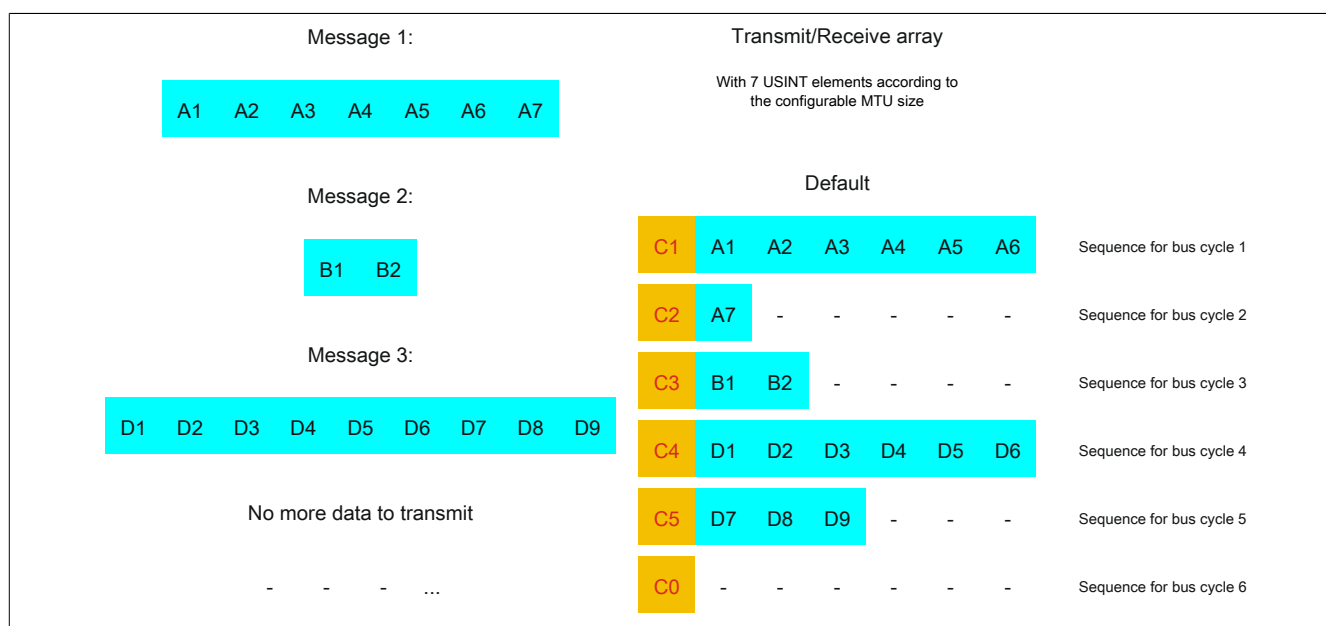 Message 1:
A1 A2 A3 A4 A5 A6 A7
Message 2:
B1 B2
Message 3:
D1 D2 D3 D4 D5 D6 D7 D8 D9
No more data to transmit
- - - ...
Transmit/Receive array
With 7 USINT elements according to
the configurable MTU size
Default
C1 A1 A2 A3 A4 A5 A6 Sequence for bus cycle 1
C2 A7 - - - - - Sequence for bus cycle 2
C3 B1 B2 - - - - Sequence for bus cycle 3
C4 D1 D2 D3 D4 D5 D6 Sequence for bus cycle 4
C5 D7 D8 D9 - - - Sequence for bus cycle 5
C0 - - - - - - Sequence for bus cycle 6